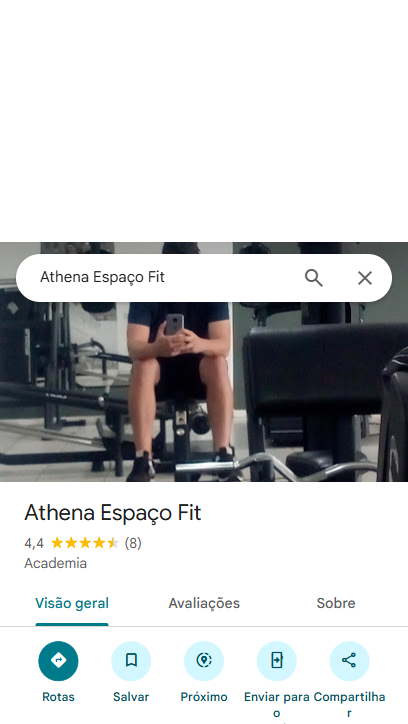 Athena Espaço Fit
Athena Espaço Fit
4,4 (8)
Academia
Visão geral Avaliações Sobre
Rotas Salvar Próximo Enviar para Compartilha
o r